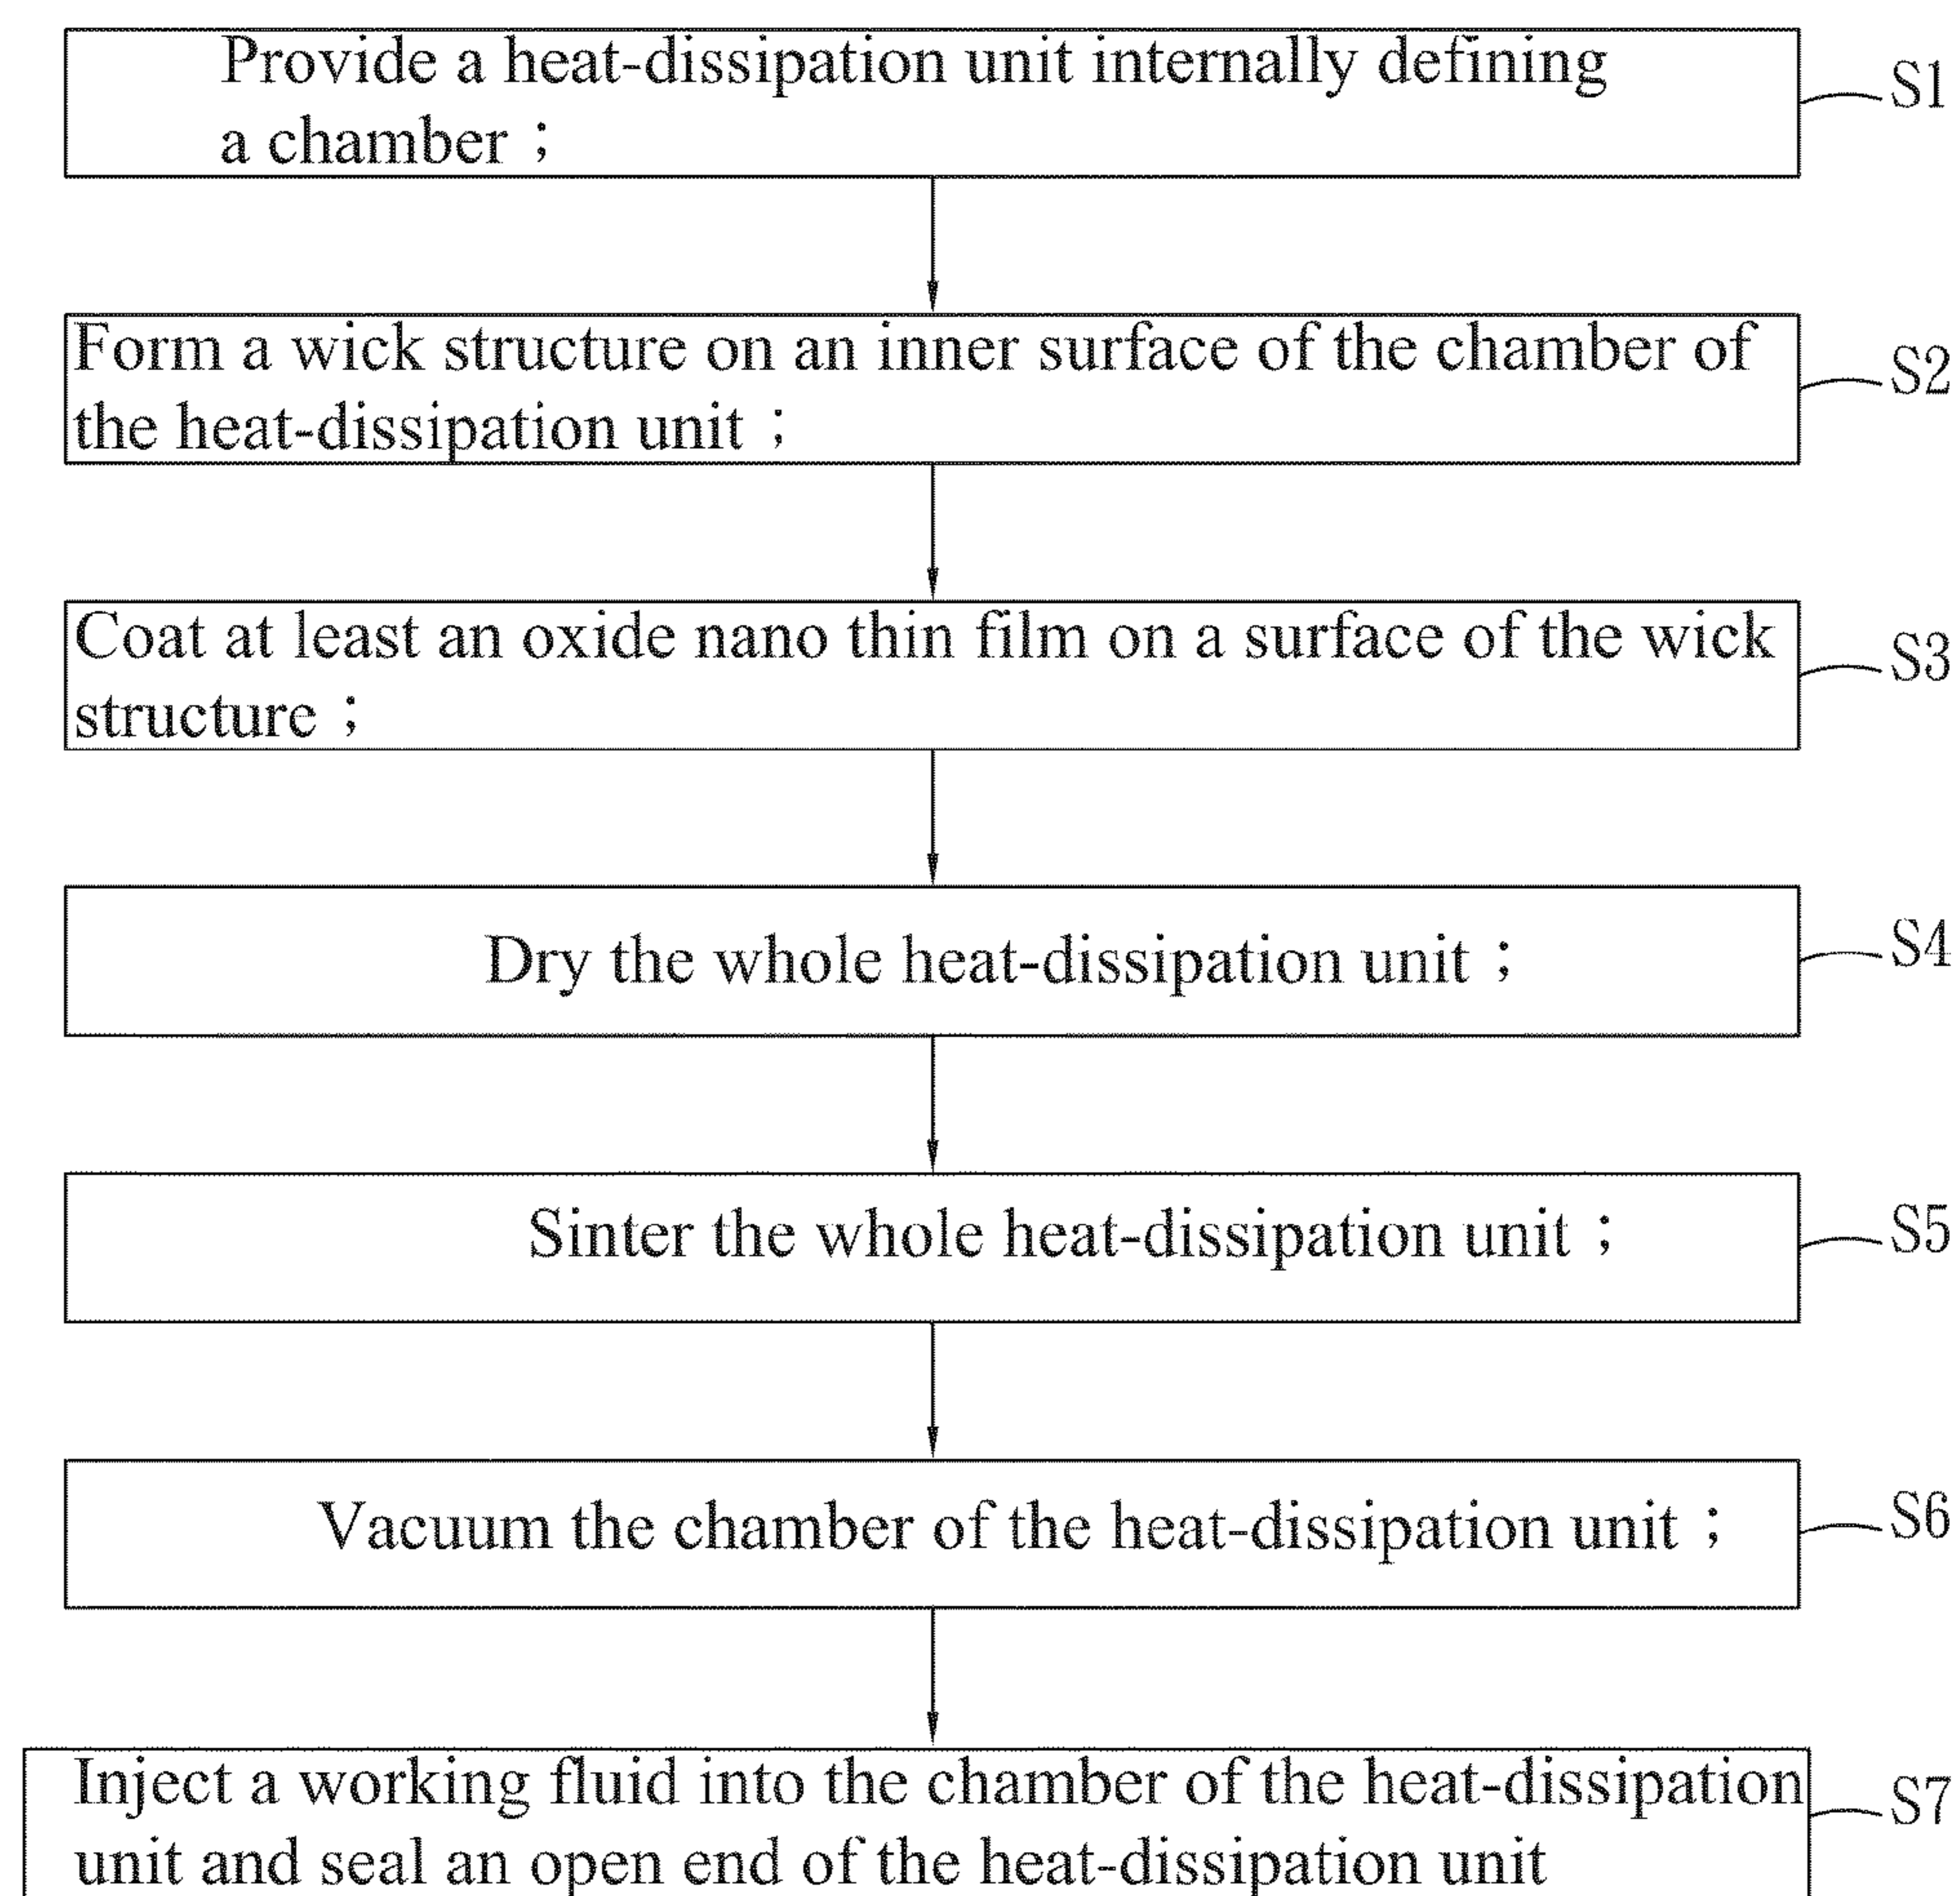 Provide a heat-dissipation unit internally defining
a chamber ;
S1
Form a wick structure on an inner surface of the chamber of
the heat-dissipation unit ;
S2
Coat at least an oxide nano thin film on a surface of the wick
structure ;
S3
Dry the whole heat-dissipation unit ;
S4
Sinter the whole heat-dissipation unit ;
S5
Vacuum the chamber of the heat-dissipation unit ;
S6
Inject a working fluid into the chamber of the heat-dissipation
unit and seal an open end of the heat-dissipation unit
S7